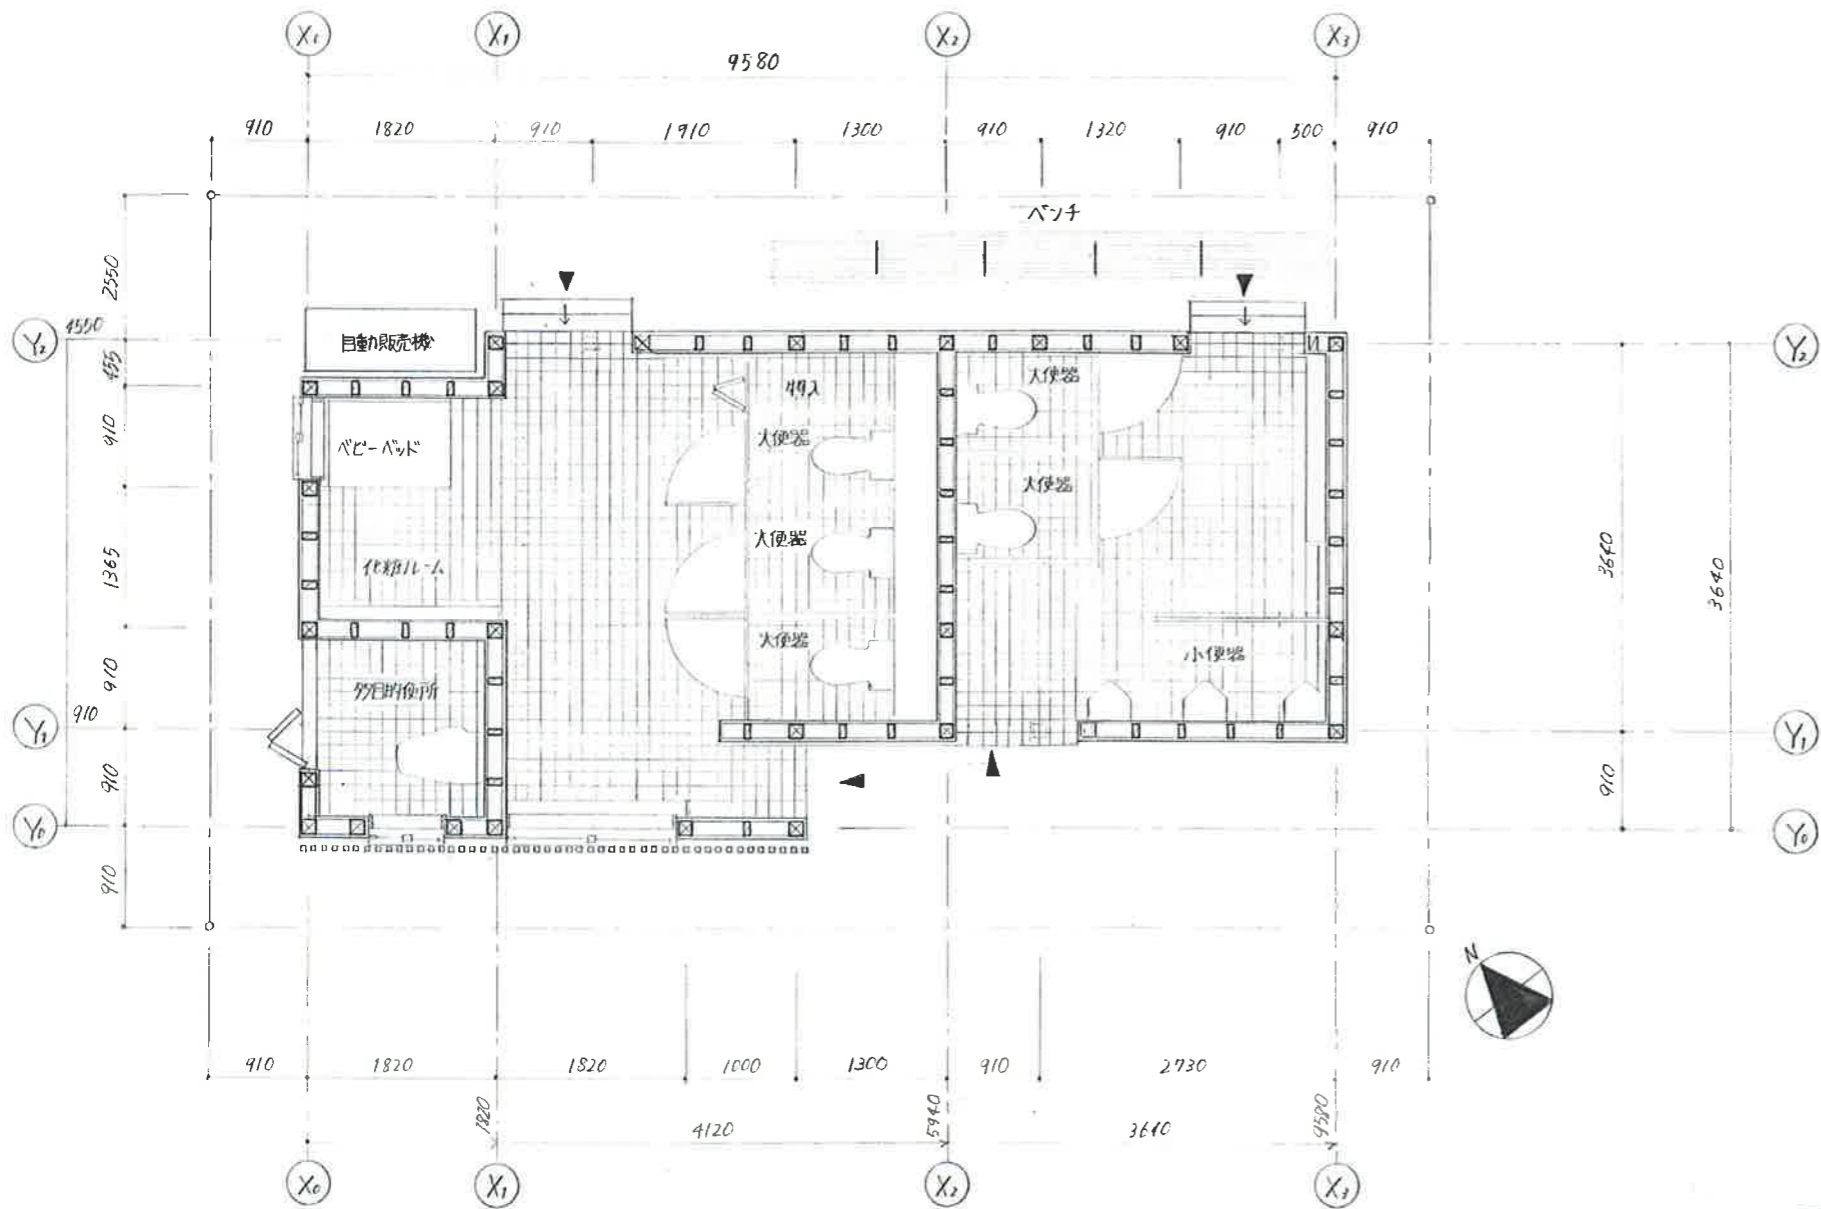 X₁ X₁ X₂ X₃
9580
910 1820 910 1910 1300 910 1320 910 500 910
ベンチ
2550
Y₂ 4550 Y₂
自動販売機
455
大便器
物入
910
ベビーベッド
大便器
大便器
1365
化粧ルーム
大便器
3640
3640
910
多目的便所
大便器
小便器
Y₁ 910 Y₁
910
910
Y₀ Y₀
910
N
910 1820 1820 1000 1300 910 2730 910
1820 4120 5940 3640 9580
X₀ X₁ X₂ X₃